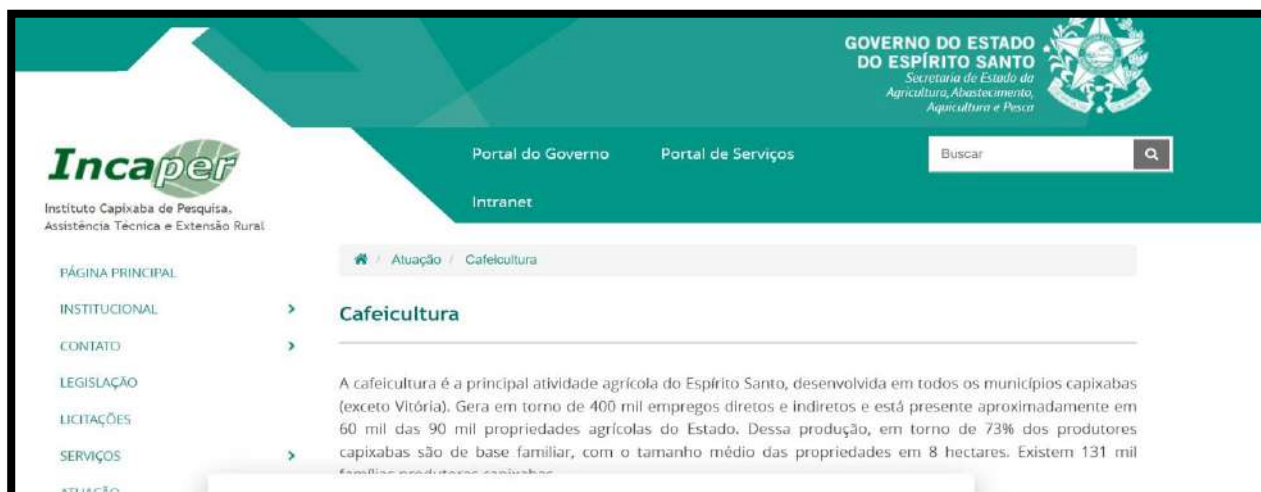 GOVERNO DO ESTADO
DO ESPÍRITO SANTO
Secretaria de Estado da
Agricultura, Abastecimento,
Aquicultura e Pesca
Incaper
Instituto Capixaba de Pesquisa,
Assistência Técnica e Extensão Rural
Portal do Governo
Portal de Serviços
Buscar
Intranet
PÁGINA PRINCIPAL
INSTITUCIONAL
CONTATO
LEGISLAÇÃO
LICITAÇÕES
SERVIÇOS
ATUAÇÃO
/ Atuação / Cafeicultura
Cafeicultura
A cafeicultura é a principal atividade agrícola do Espírito Santo, desenvolvida em todos os municípios capixabas
(exceto Vitória). Gera em torno de 400 mil empregos diretos e indiretos e está presente aproximadamente em
60 mil das 90 mil propriedades agrícolas do Estado. Dessa produção, em torno de 73% dos produtores
capixabas são de base familiar, com o tamanho médio das propriedades em 8 hectares. Existem 131 mil
famílias produtoras capixabas.